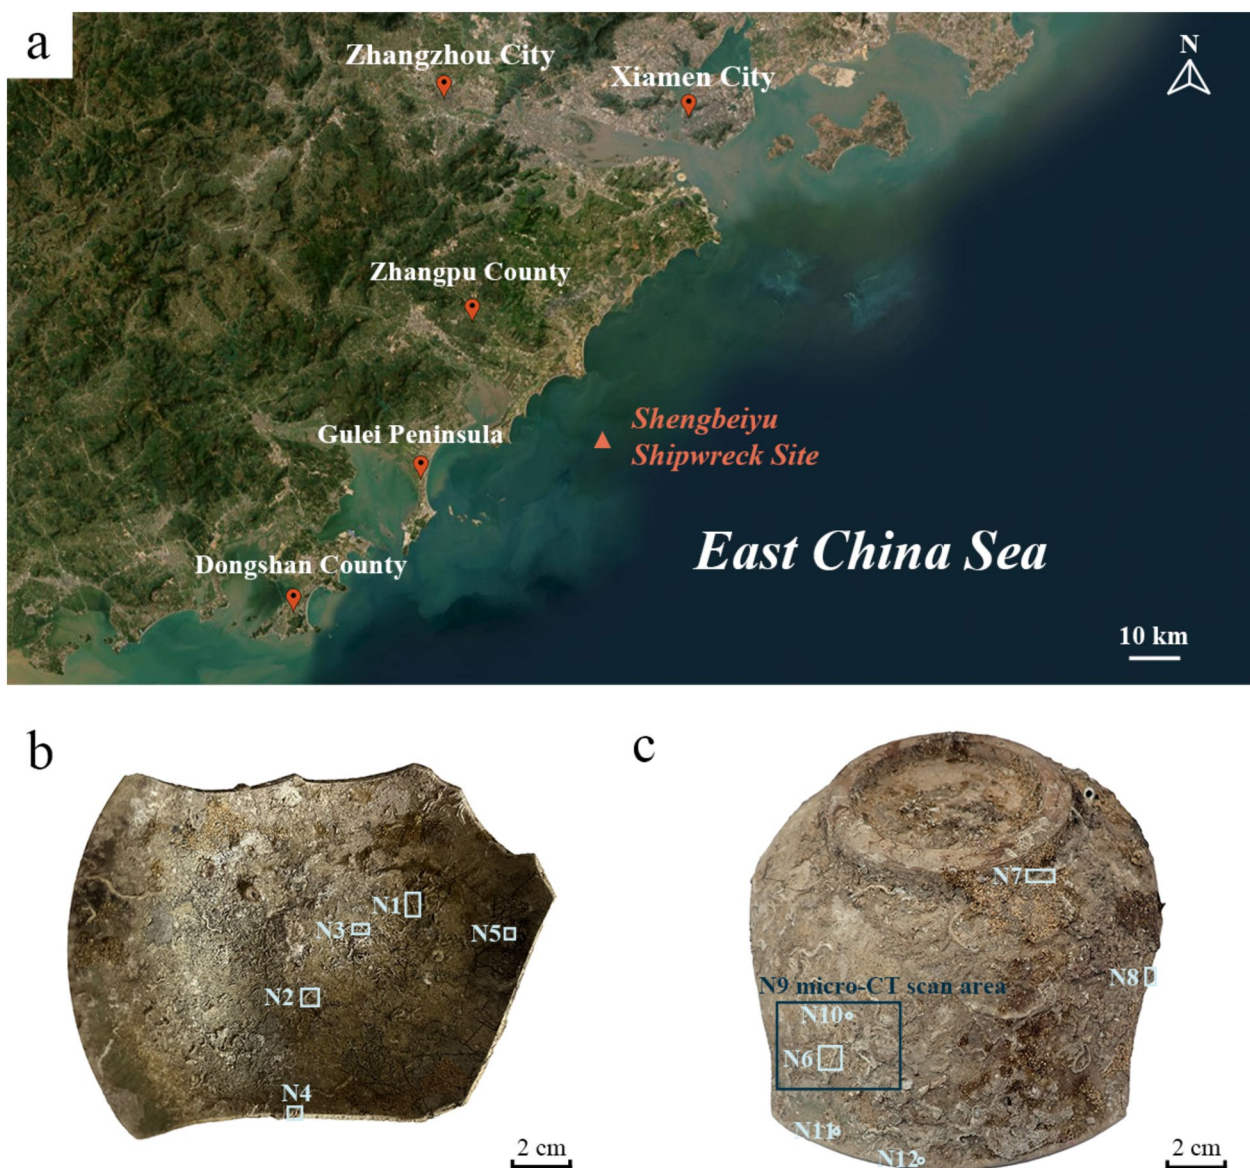 a
Zhangzhou City
Xiamen City
N
Zhangpu County
Shengbeiyu
Shipwreck Site
Gulei Peninsula
East China Sea
Dongshan County
10 km
b
c
N1
N3
N5
N2
N4
2 cm
N7
N8
N9 micro-CT scan area
N10
N6
N11
N12
2 cm